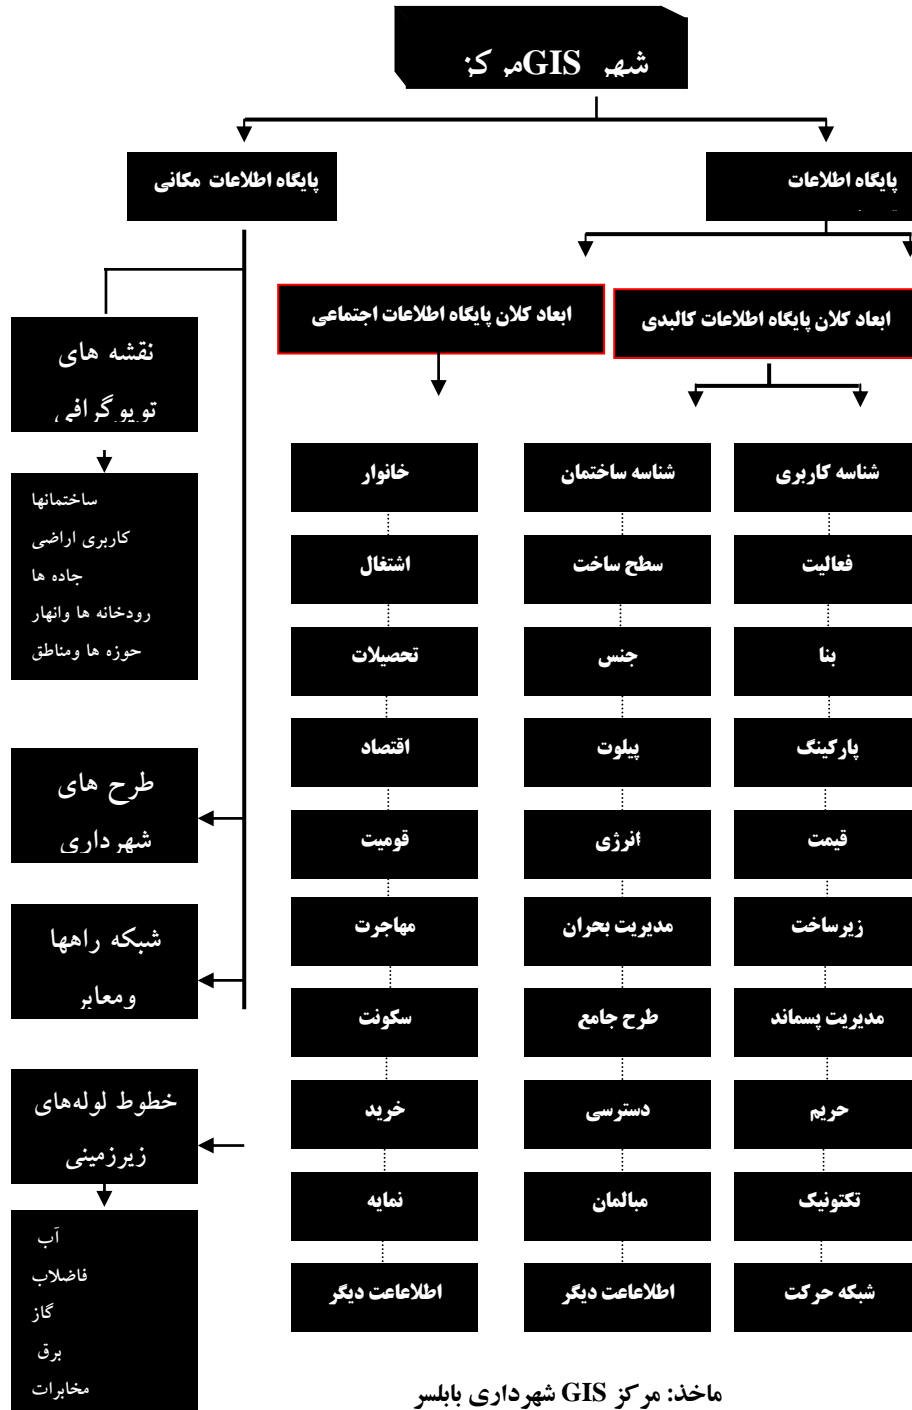 مرکز GIS شهر
پایگاه اطلاعات
پایگاه اطلاعات مکانی
ابعاد کلان پایگاه اطلاعات کالبدی
ابعاد کلان پایگاه اطلاعات اجتماعی
شناسه کاربری
فعالیت
بنا
پارکینگ
قیمت
زیرساخت
مدیریت پسماند
حریم
تکتونیک
شبکه حرکت
شناسه ساختمان
سطح ساخت
جنس
پیلوت
انرژی
مدیریت بحران
طرح جامع
دسترسی
مبالمان
اطلاعاعت دیگر
خانوار
اشتغال
تحصیلات
اقتصاد
قومیت
مهاجرت
سکونت
خرید
نمایه
اطلاعاعت دیگر
نقشه های
توپوگرافی
ساختمانها
کاربری اراضی
جاده ها
رودخانه ها وانهار
حوزه ها ومناطق
طرح های
شهرداری
شبکه راهها
ومعابر
خطوط لوله‌های
زیرزمینی
آب
فاضلاب
گاز
برق
مخابرات
ماخذ: مرکز GIS شهرداری بابلسر